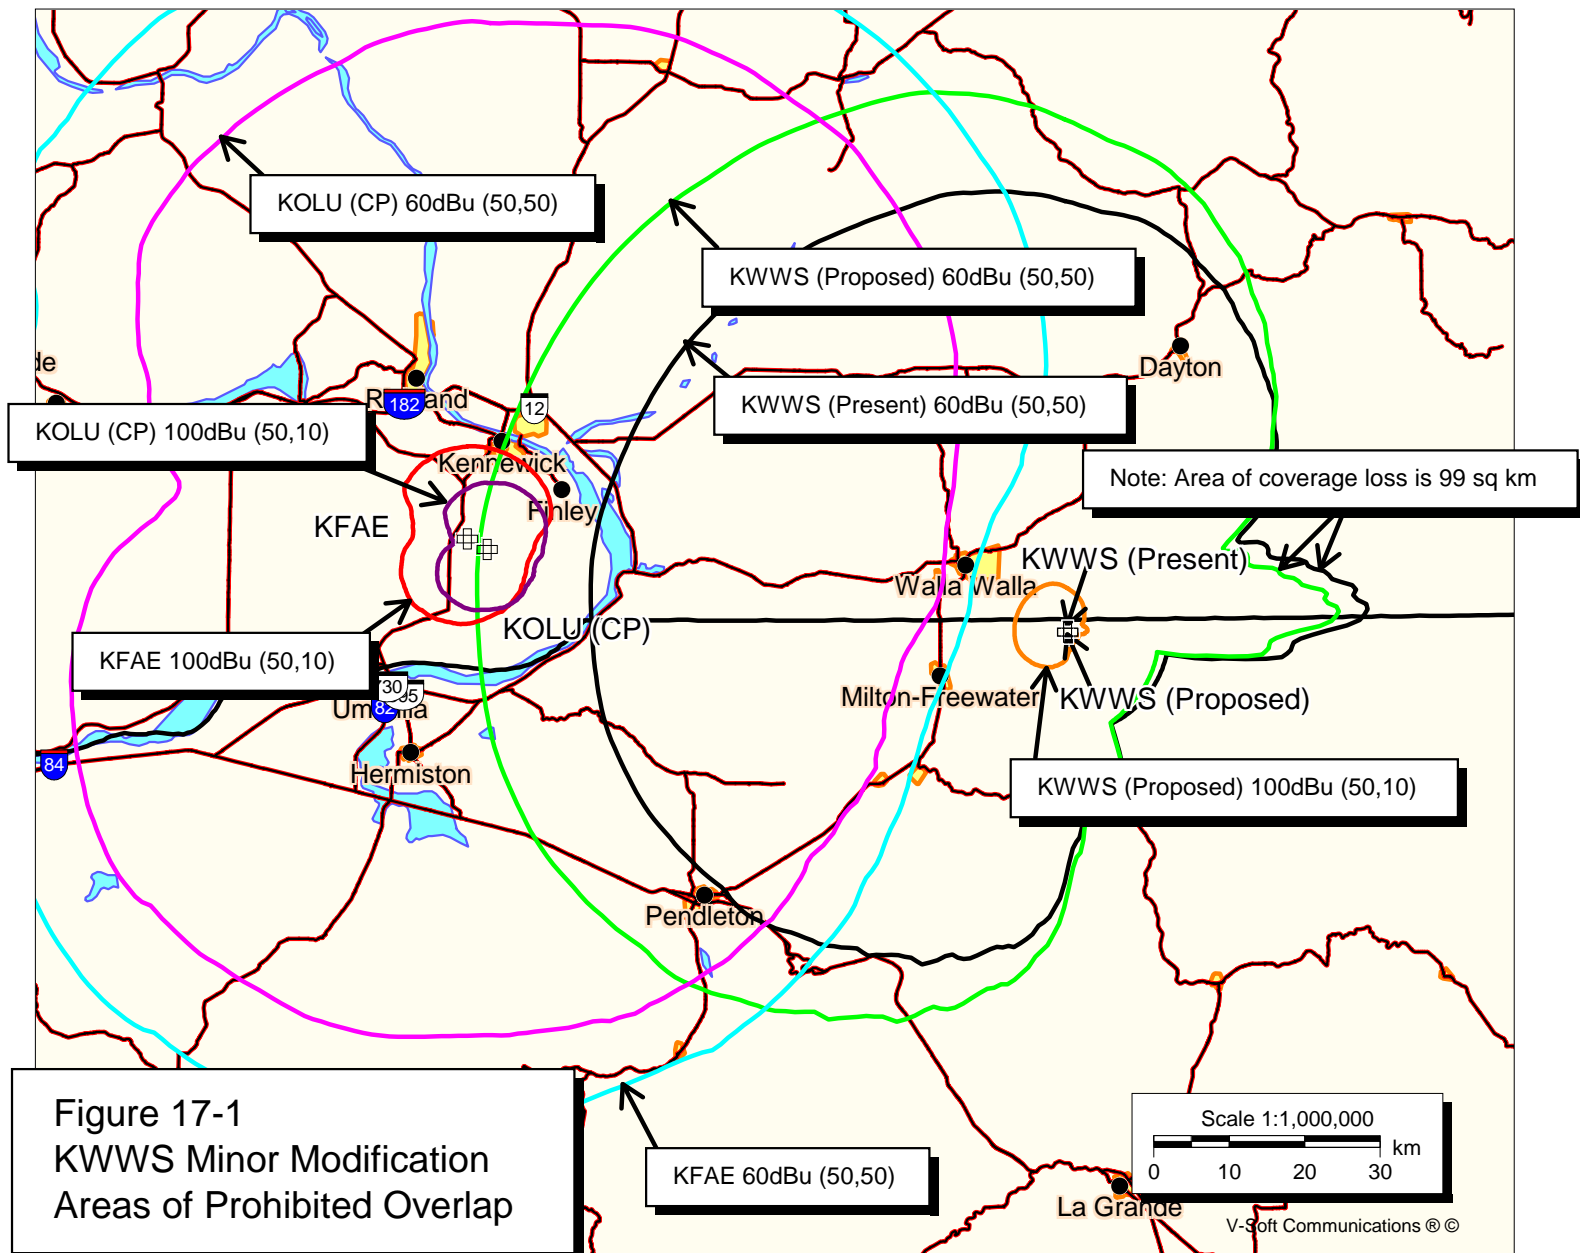 KOLU (CP) 60dBu (50,50)
KWWS (Proposed) 60dBu (50,50)
de
Dayton
182
12
KWWS (Present) 60dBu (50,50)
KOLU (CP) 100dBu (50,10)
Kennewick
Note: Area of coverage loss is 99 sq km
Finley
KFAE
KWWS (Present)
Walla Walla
KOLU (CP)
KFAE 100dBu (50,10)
30
82
Milton-Freewater
KWWS (Proposed)
84
Hermiston
KWWS (Proposed) 100dBu (50,10)
Pendleton
Figure 17-1
KWWS Minor Modification
Areas of Prohibited Overlap
KFAE 60dBu (50,50)
Scale 1:1,000,000
km
0 10 20 30
La Grande
V-Soft Communications ® ©